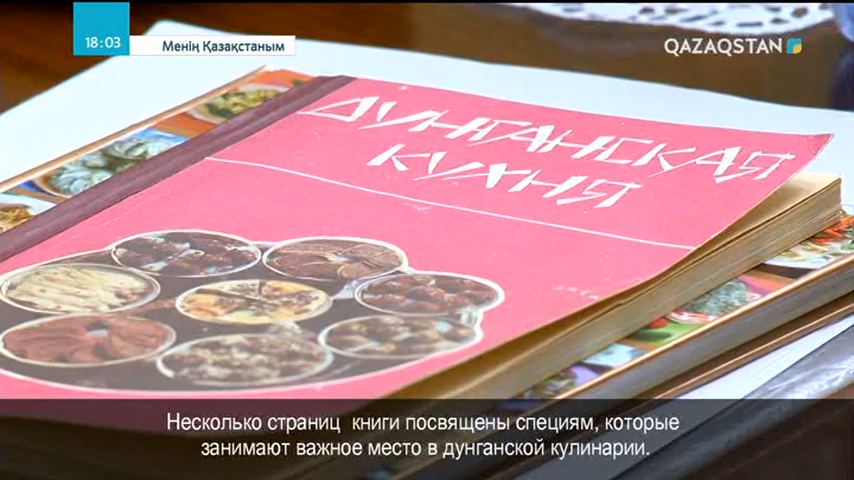 18:03
Менің Қазақстаным
QAZAQSTAN
ДУНГАНСКАЯ
КУХНЯ
Несколько страниц книги посвящены специям, которые
занимают важное место в дунганской кулинарии.